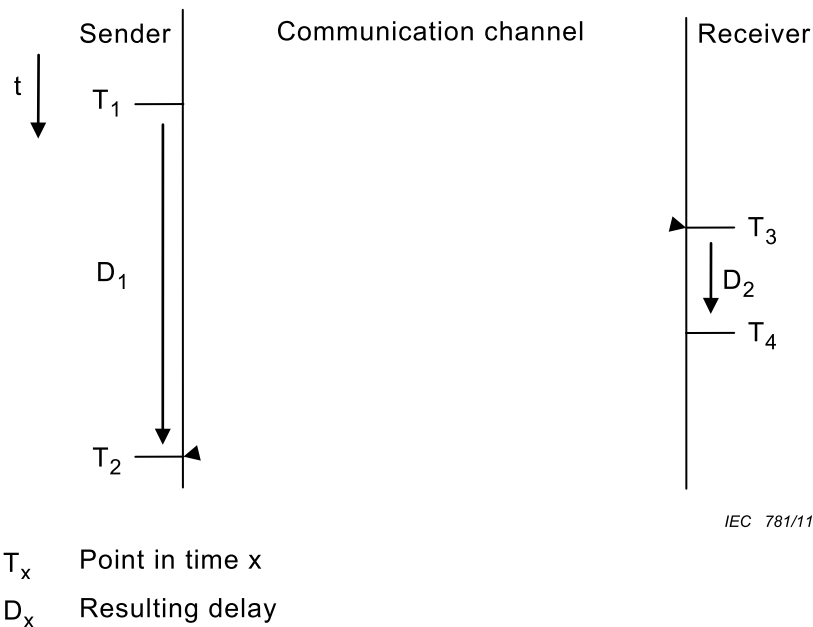 Sender Communication channel Receiver
t
T1
T3
D1
D2
T4
T2
IEC 781/11
Tx Point in time x
Dx Resulting delay